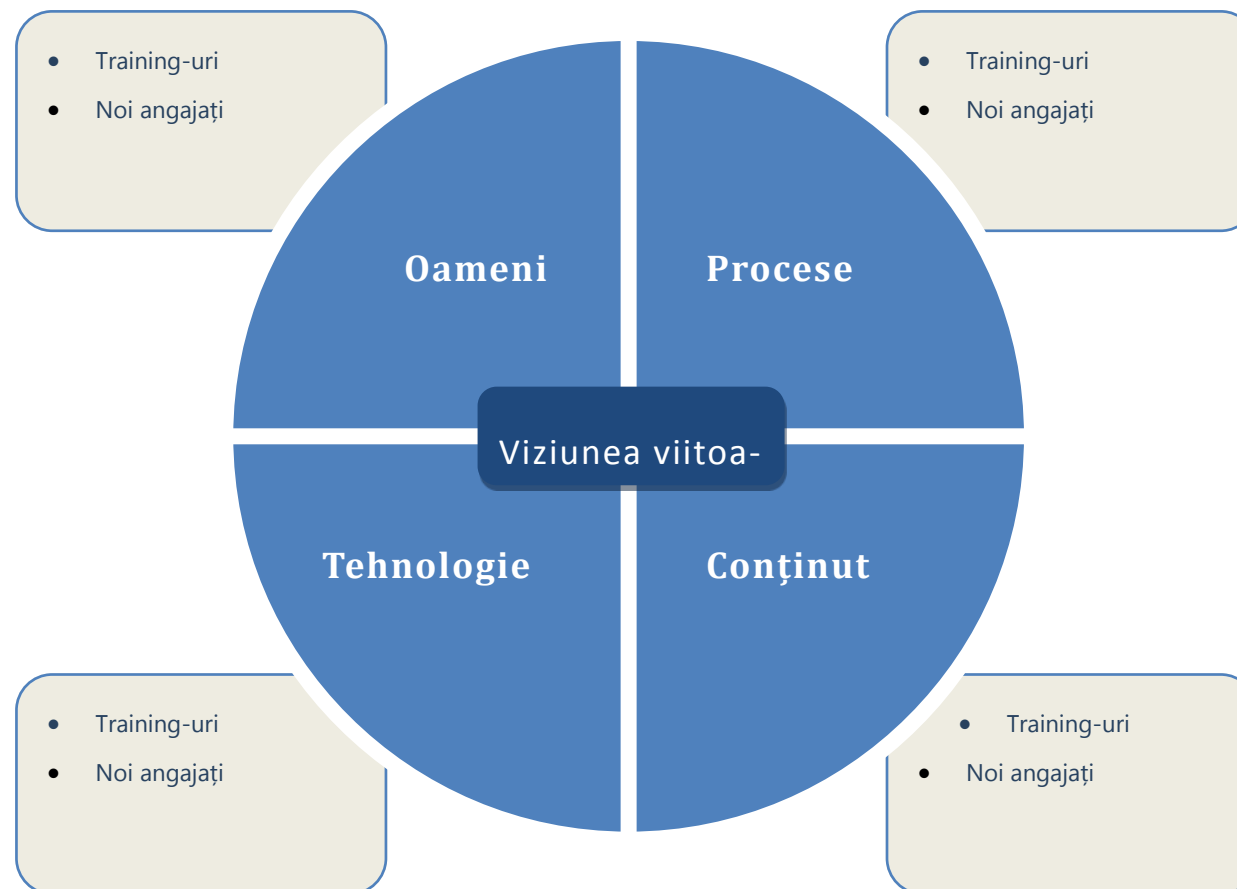 • Training-uri
• Noi angajați
• Training-uri
• Noi angajați
Oameni
Procese
Viziunea viitoa-
Tehnologie
Conținut
• Training-uri
• Noi angajați
• Training-uri
• Noi angajați